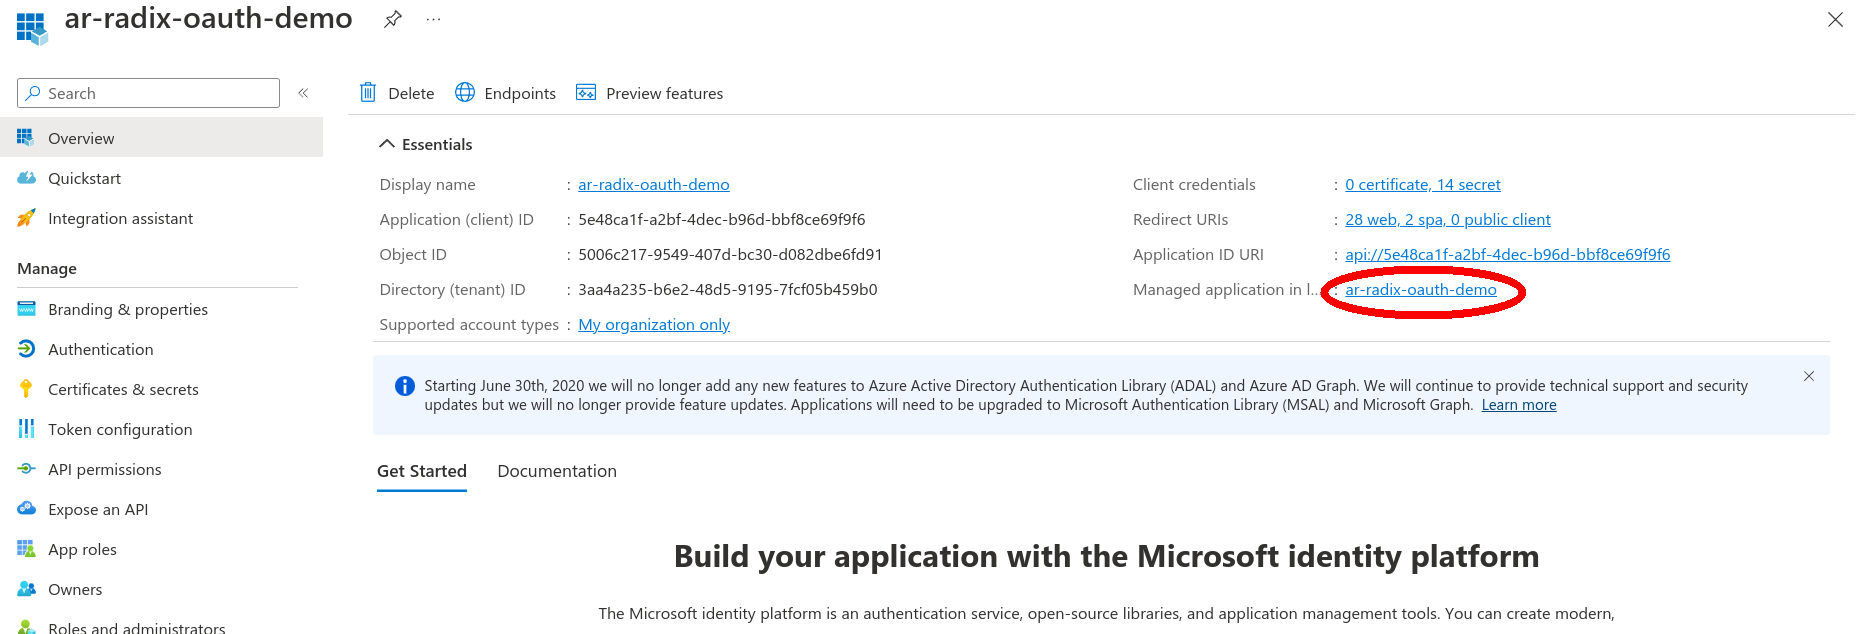 ar-radix-oauth-demo
Search
Overview
Quickstart
Integration assistant
Manage
Branding & properties
Authentication
Certificates & secrets
Token configuration
API permissions
Expose an API
App roles
Owners
Roles and administrators
Delete Endpoints Preview features
Essentials
Display name : ar-radix-oauth-demo
Application (client) ID : 5e48ca1f-a2bf-4dec-b96d-bbf8ce69f9f6
Object ID : 5006c217-9549-407d-bc30-d082dbe6fd91
Directory (tenant) ID : 3aa4a235-b6e2-48d5-9195-7fcf05b459b0
Supported account types : My organization only
Client credentials : 0 certificate, 14 secret
Redirect URIs : 28 web, 2 spa, 0 public client
Application ID URI : api://5e48ca1f-a2bf-4dec-b96d-bbf8ce69f9f6
Managed application in l... : ar-radix-oauth-demo
Starting June 30th, 2020 we will no longer add any new features to Azure Active Directory Authentication Library (ADAL) and Azure AD Graph. We will continue to provide technical support and security
updates but we will no longer provide feature updates. Applications will need to be upgraded to Microsoft Authentication Library (MSAL) and Microsoft Graph. Learn more
Get Started Documentation
Build your application with the Microsoft identity platform
The Microsoft identity platform is an authentication service, open-source libraries, and application management tools. You can create modern,